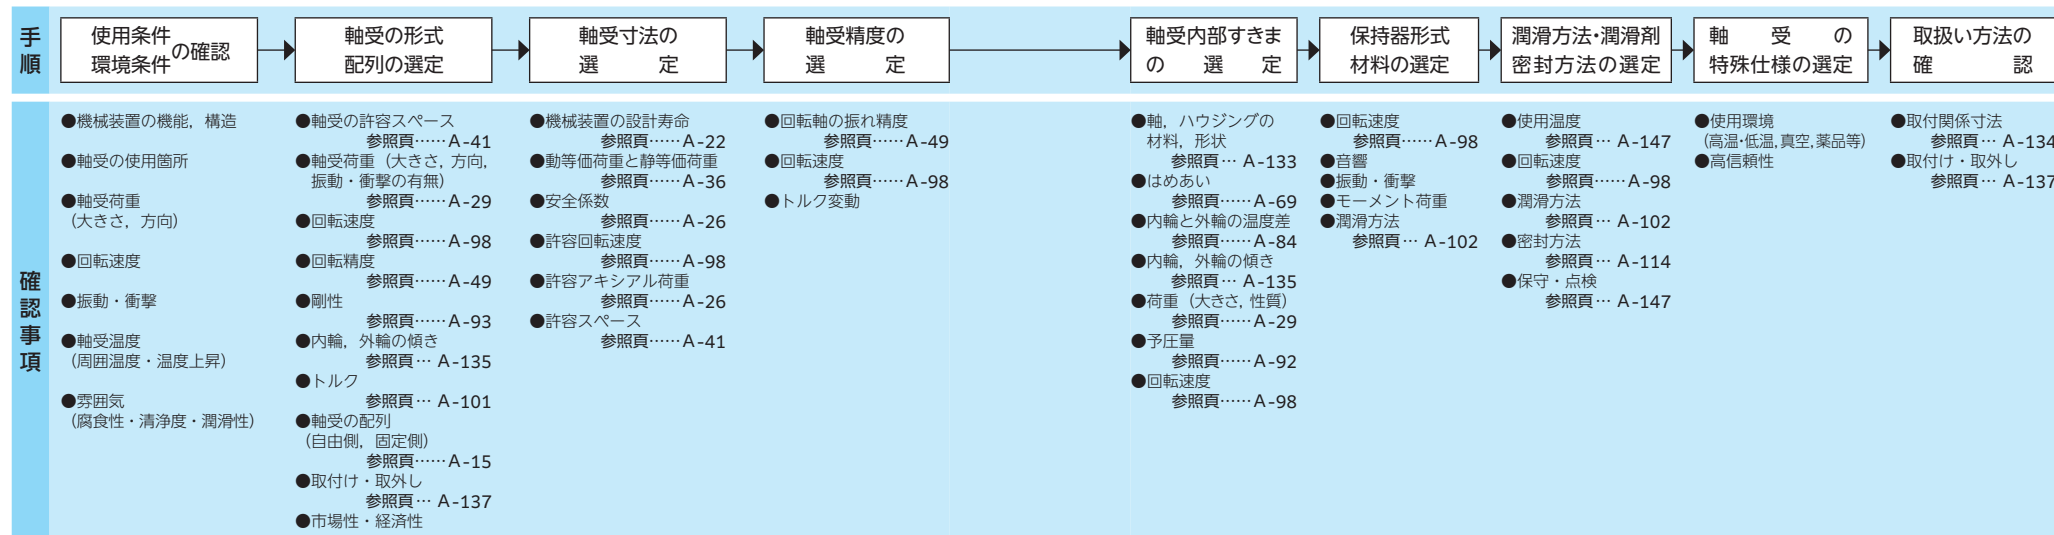 手順
使用条件
環境条件の確認
軸受の形式
配列の選定
軸受寸法の
選定
軸受精度の
選定
軸受内部すきま
の選定
保持器形式
材料の選定
潤滑方法・潤滑剤
密封方法の選定
軸受の
特殊仕様の選定
取扱い方法の
確認
確認事項
●機械装置の機能，構造
●軸受の使用箇所
●軸受荷重
（大きさ，方向）
●回転速度
●振動・衝撃
●軸受温度
（周囲温度・温度上昇）
●雰囲気
（腐食性・清浄度・潤滑性）
●軸受の許容スペース
参照頁……A-41
●軸受荷重（大きさ，方向，
振動・衝撃の有無）
参照頁……A-29
●回転速度
参照頁……A-98
●回転精度
参照頁……A-49
●剛性
参照頁……A-93
●内輪，外輪の傾き
参照頁… A-135
●トルク
参照頁… A-101
●軸受の配列
（自由側，固定側）
参照頁……A-15
●取付け・取外し
参照頁… A-137
●市場性・経済性
●機械装置の設計寿命
参照頁……A-22
●動等価荷重と静等価荷重
参照頁……A-36
●安全係数
参照頁……A-26
●許容回転速度
参照頁……A-98
●許容アキシアル荷重
参照頁……A-26
●許容スペース
参照頁……A-41
●回転軸の振れ精度
参照頁……A-49
●回転速度
参照頁……A-98
●トルク変動
●軸，ハウジングの
材料，形状
参照頁… A-133
●はめあい
参照頁……A-69
●内輪と外輪の温度差
参照頁……A-84
●内輪，外輪の傾き
参照頁… A-135
●荷重（大きさ，性質）
参照頁……A-29
●予圧量
参照頁……A-92
●回転速度
参照頁……A-98
●回転速度
参照頁……A-98
●音響
●振動・衝撃
●モーメント荷重
●潤滑方法
参照頁… A-102
●使用温度
参照頁… A-147
●回転速度
参照頁……A-98
●潤滑方法
参照頁… A-102
●密封方法
参照頁… A-114
●保守・点検
参照頁… A-147
●使用環境
（高温・低温，真空，薬品等）
●高信頼性
●取付関係寸法
参照頁… A-134
●取付け・取外し
参照頁… A-137